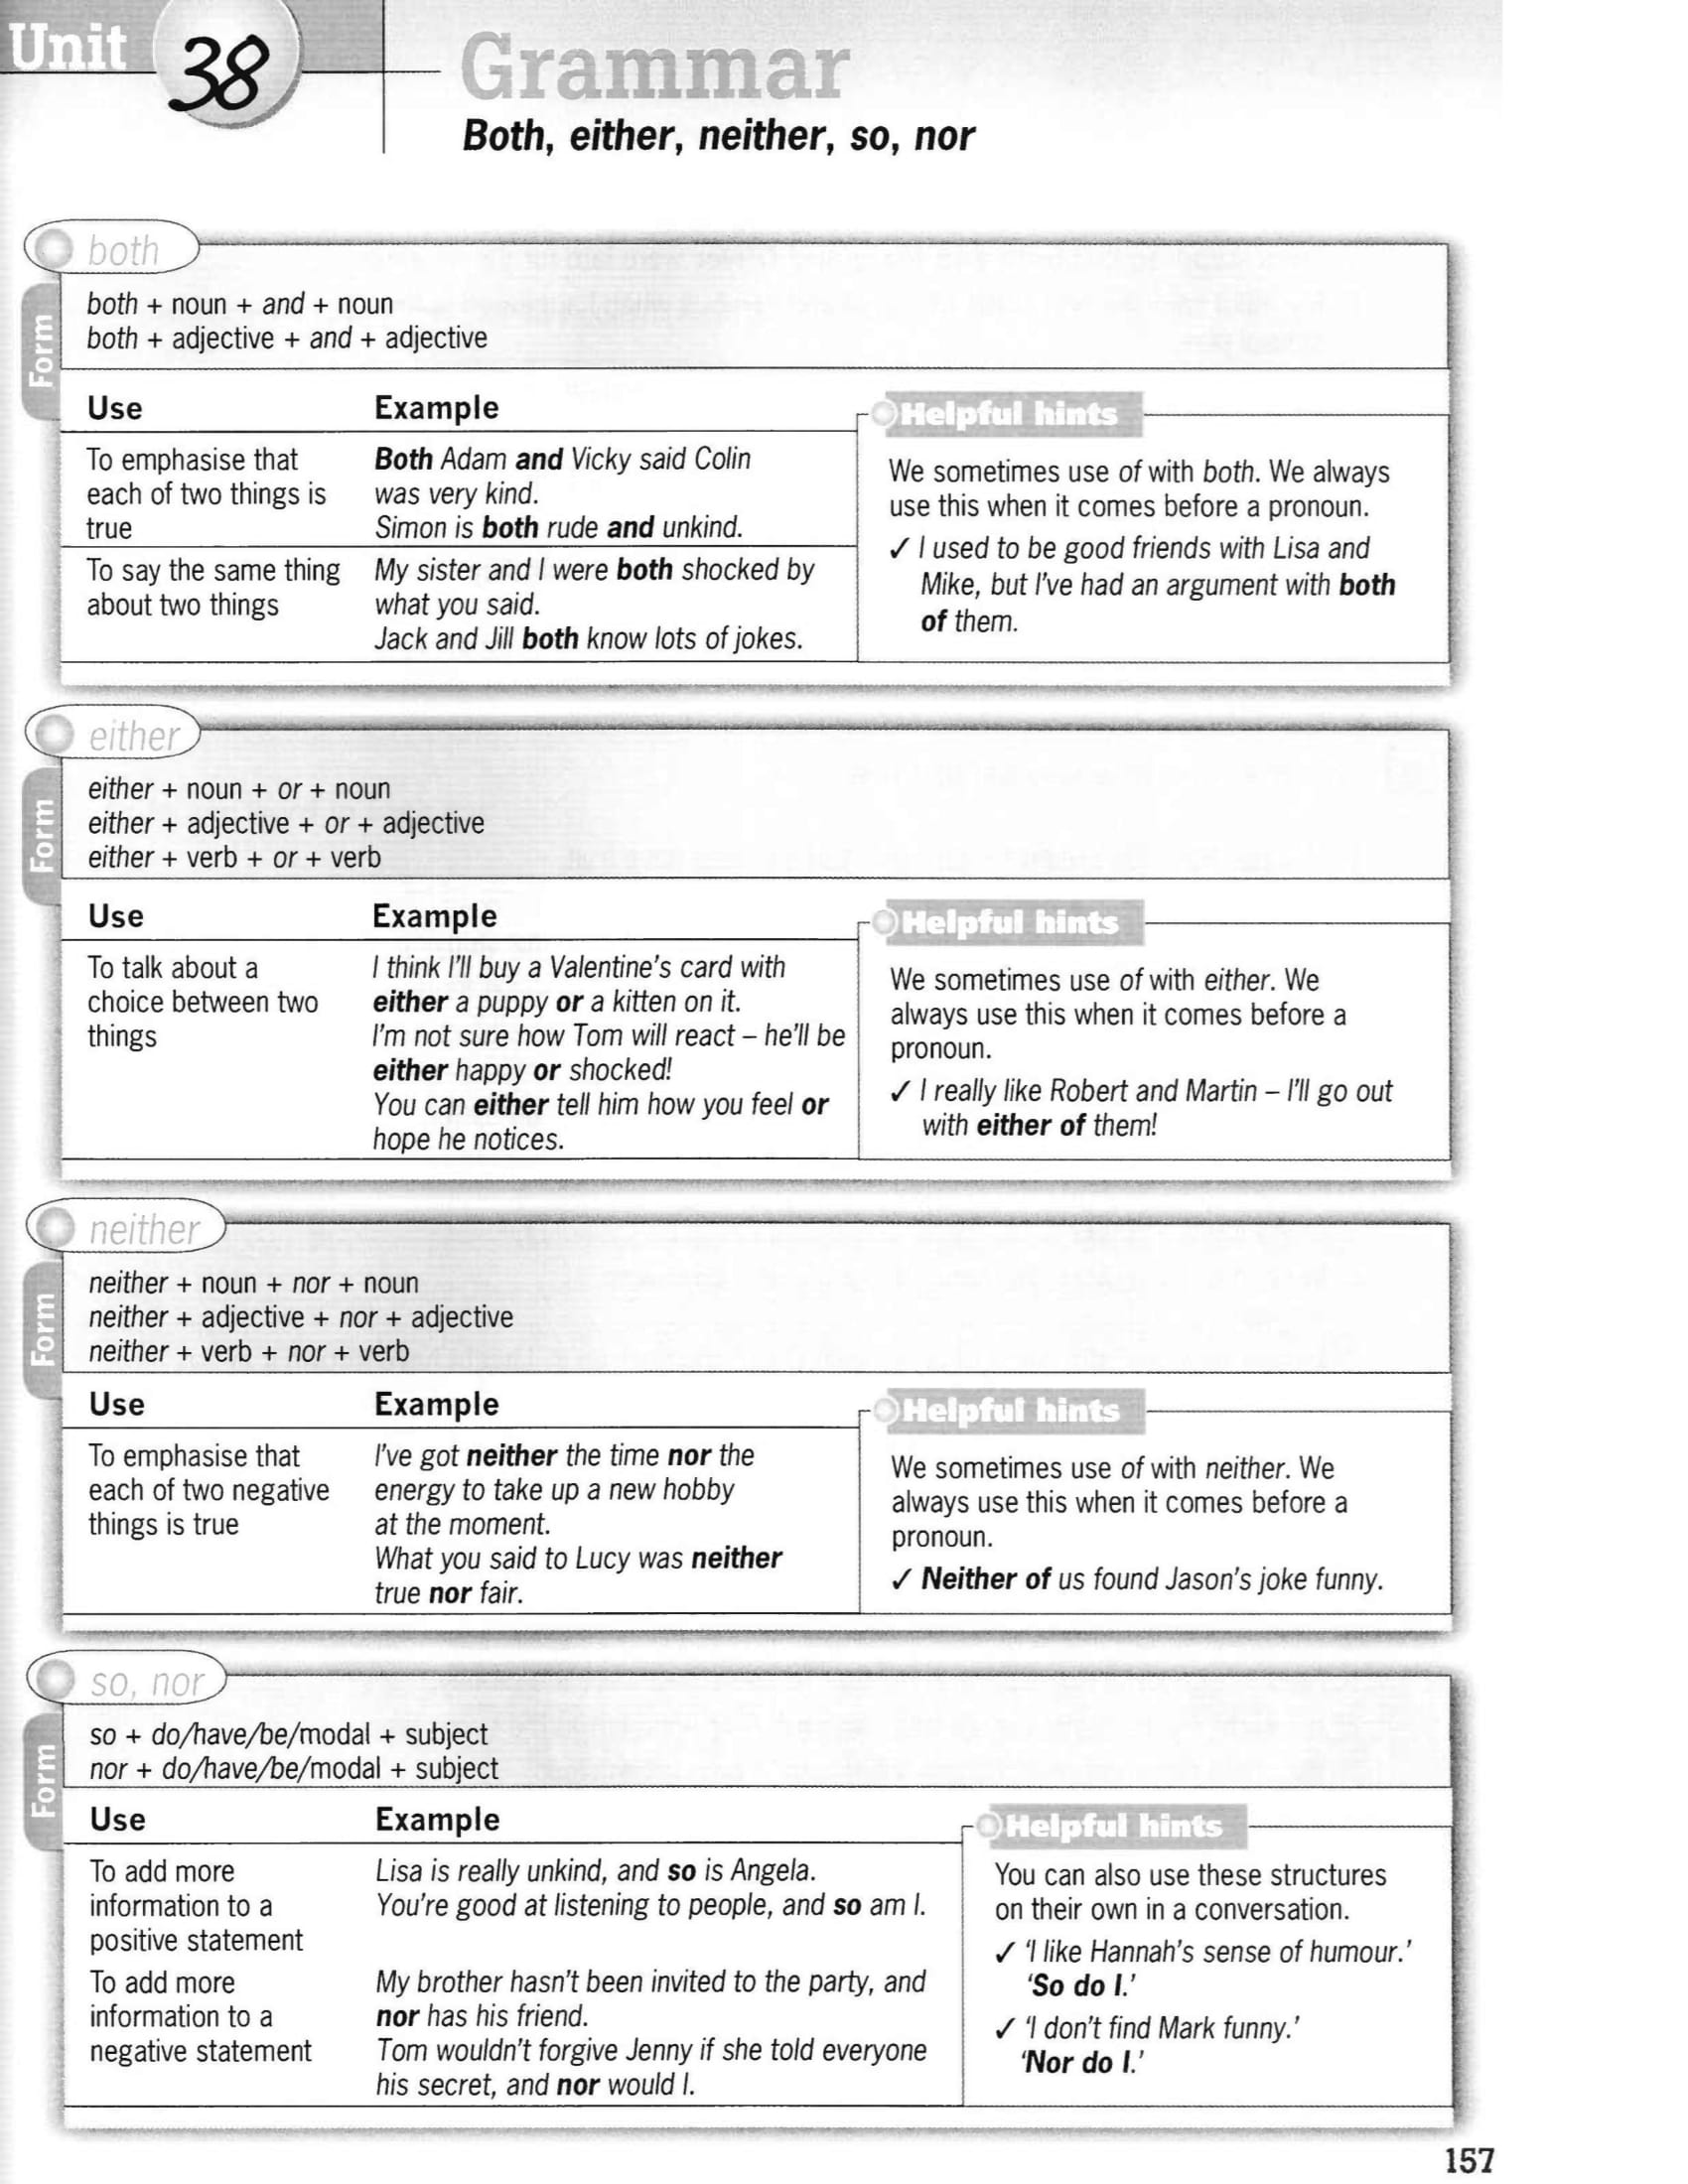 Unit 38
Grammar
Both, either, neither, so, nor
both
Form
both + noun + and + noun
both + adjective + and + adjective
Use
Example
To emphasise that
each of two things is
true
Both Adam and Vicky said Colin
was very kind.
Simon is both rude and unkind.
To say the same thing
about two things
My sister and I were both shocked by
what you said.
Jack and Jill both know lots of jokes.
Helpful hints
We sometimes use of with both. We always
use this when it comes before a pronoun.
✓ I used to be good friends with Lisa and
Mike, but I've had an argument with both
of them.
either
Form
either + noun + or + noun
either + adjective + or + adjective
either + verb + or + verb
Use
Example
To talk about a
choice between two
things
I think I'll buy a Valentine's card with
either a puppy or a kitten on it.
I'm not sure how Tom will react – he'll be
either happy or shocked!
You can either tell him how you feel or
hope he notices.
Helpful hints
We sometimes use of with either. We
always use this when it comes before a
pronoun.
✓ I really like Robert and Martin – I'll go out
with either of them!
neither
Form
neither + noun + nor + noun
neither + adjective + nor + adjective
neither + verb + nor + verb
Use
Example
To emphasise that
each of two negative
things is true
I've got neither the time nor the
energy to take up a new hobby
at the moment.
What you said to Lucy was neither
true nor fair.
Helpful hints
We sometimes use of with neither. We
always use this when it comes before a
pronoun.
✓ Neither of us found Jason's joke funny.
so, nor
Form
so + do/have/be/modal + subject
nor + do/have/be/modal + subject
Use
Example
To add more
information to a
positive statement
Lisa is really unkind, and so is Angela.
You're good at listening to people, and so am I.
To add more
information to a
negative statement
My brother hasn't been invited to the party, and
nor has his friend.
Tom wouldn't forgive Jenny if she told everyone
his secret, and nor would I.
Helpful hints
You can also use these structures
on their own in a conversation.
✓ 'I like Hannah's sense of humour.'
'So do I.'
✓ 'I don't find Mark funny.'
'Nor do I.'
157